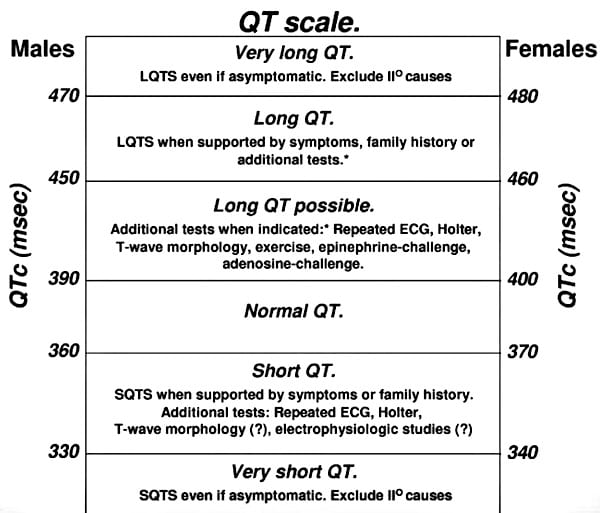 QT scale.
Males
Females
Very long QT.
LQTS even if asymptomatic. Exclude IIº causes
470
480
Long QT.
LQTS when supported by symptoms, family history or
additional tests.*
450
460
Long QT possible.
Additional tests when indicated:* Repeated ECG, Holter,
T-wave morphology, exercise, epinephrine-challenge,
adenosine-challenge.
QTc (msec)
QTc (msec)
390
400
Normal QT.
360
370
Short QT.
SQTS when supported by symptoms or family history.
Additional tests: Repeated ECG, Holter,
T-wave morphology (?), electrophysiologic studies (?)
330
340
Very short QT.
SQTS even if asymptomatic. Exclude IIº causes